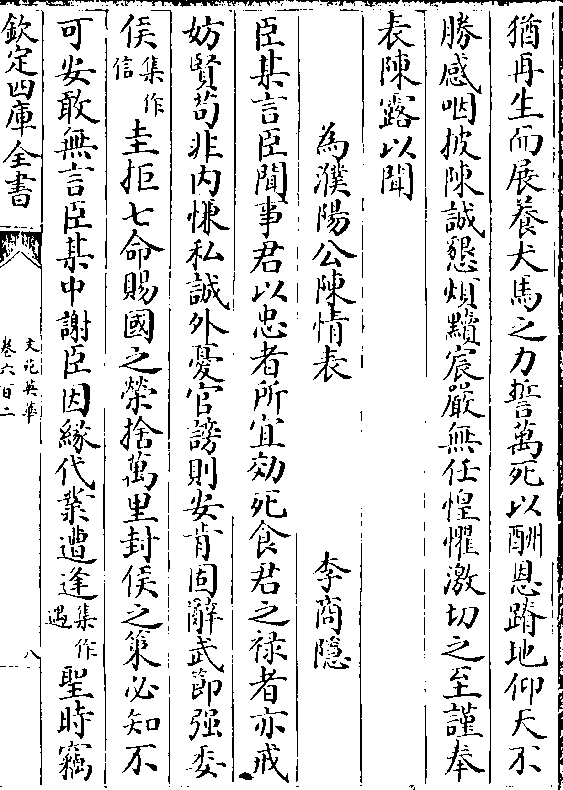 猶再生而展養犬馬之力誓萬死以酬恩蹐地仰天不
勝感咽披陳誠懇煩黷宸嚴無任惶懼激切之至謹奉
表陳露以聞
為濮陽公陳情表 李商隱
臣某言臣聞事君以忠者所宜効死食君之禄者亦戒
妨賢苟非内慊私誠外憂官謗則安肯固辭武節强委
侯集作信圭拒七命賜國之榮捨萬里封侯之策必知不
可安敢無言臣某中謝臣因緣代業遭逢集作遇聖時竊
欽定四庫全書
文苑英華
卷六百二
八